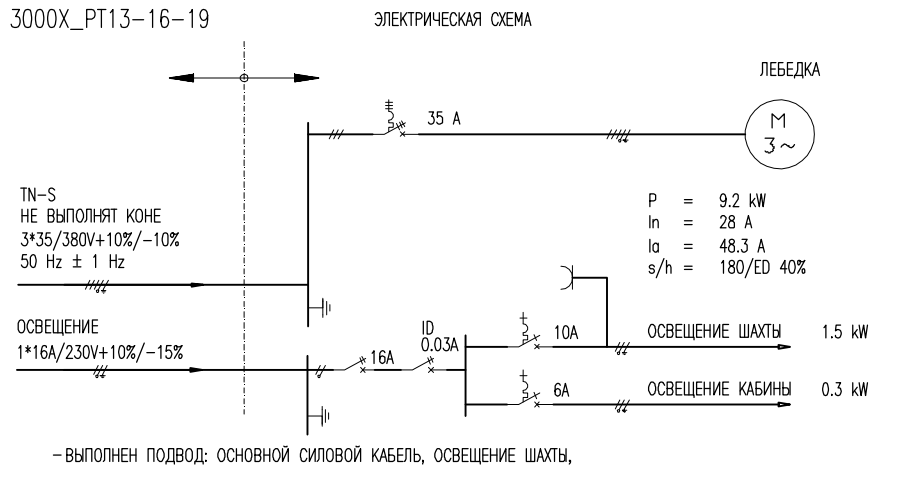 3000X_PT13-16-19
ЭЛЕКТРИЧЕСКАЯ СХЕМА
ЛЕБЕДКА
35 A
M
3~
TN-S
НЕ ВЫПОЛНЯТ КОНЕ
3*35/380V+10%/-10%
50 Hz ± 1 Hz
P = 9.2 kW
In = 28 A
Ia = 48.3 A
s/h = 180/ED 40%
ОСВЕЩЕНИЕ
1*16A/230V+10%/-15%
16A
ID
0.03A
10A
ОСВЕЩЕНИЕ ШАХТЫ 1.5 kW
6A
ОСВЕЩЕНИЕ КАБИНЫ 0.3 kW
-ВЫПОЛНЕН ПОДВОД: ОСНОВНОЙ СИЛОВОЙ КАБЕЛЬ, ОСВЕЩЕНИЕ ШАХТЫ,